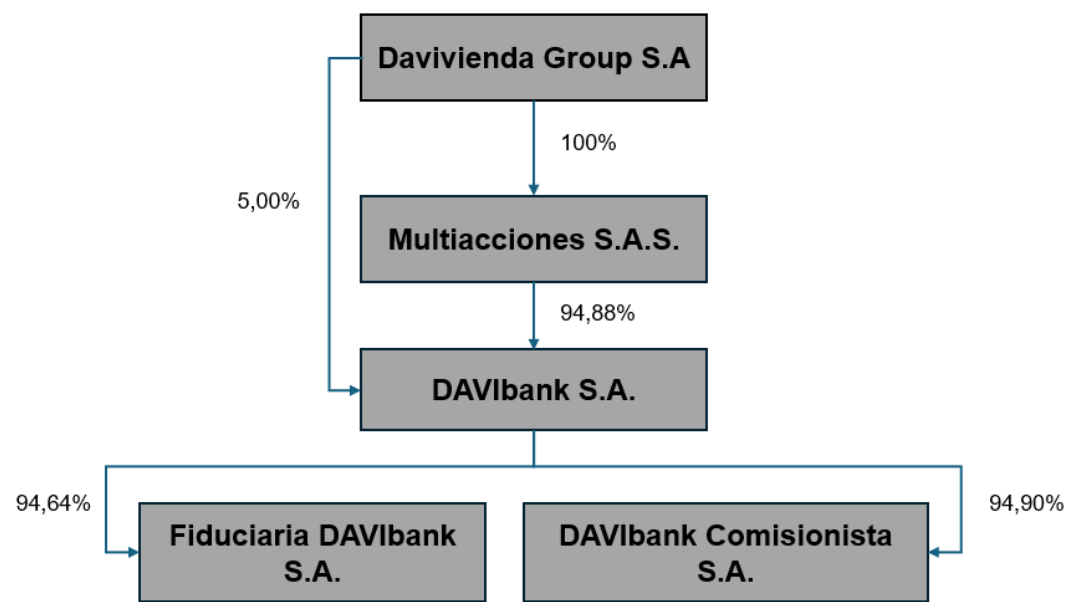 Davivienda Group S.A
100%
5,00%
Multiacciones S.A.S.
94,88%
DAVIbank S.A.
94,64%
94,90%
Fiduciaria DAVIbank
S.A.
DAVIbank Comisionista
S.A.